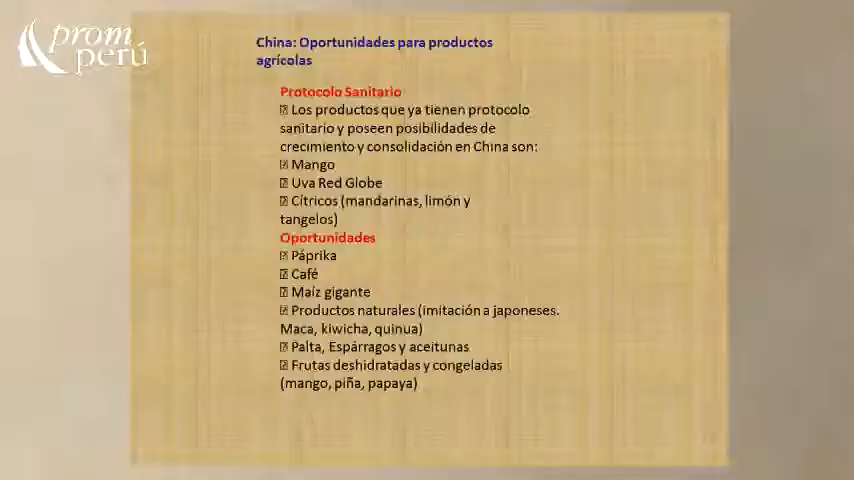 prom
perú
China: Oportunidades para productos
agrícolas
Protocolo Sanitario
Los productos que ya tienen protocolo
sanitario y poseen posibilidades de
crecimiento y consolidación en China son:
Mango
Uva Red Globe
Cítricos (mandarinas, limón y
tangelos)
Oportunidades
Páprika
Café
Maíz gigante
Productos naturales (imitación a japoneses.
Maca, kiwicha, quinua)
Palta, Espárragos y aceitunas
Frutas deshidratadas y congeladas
(mango, piña, papaya)